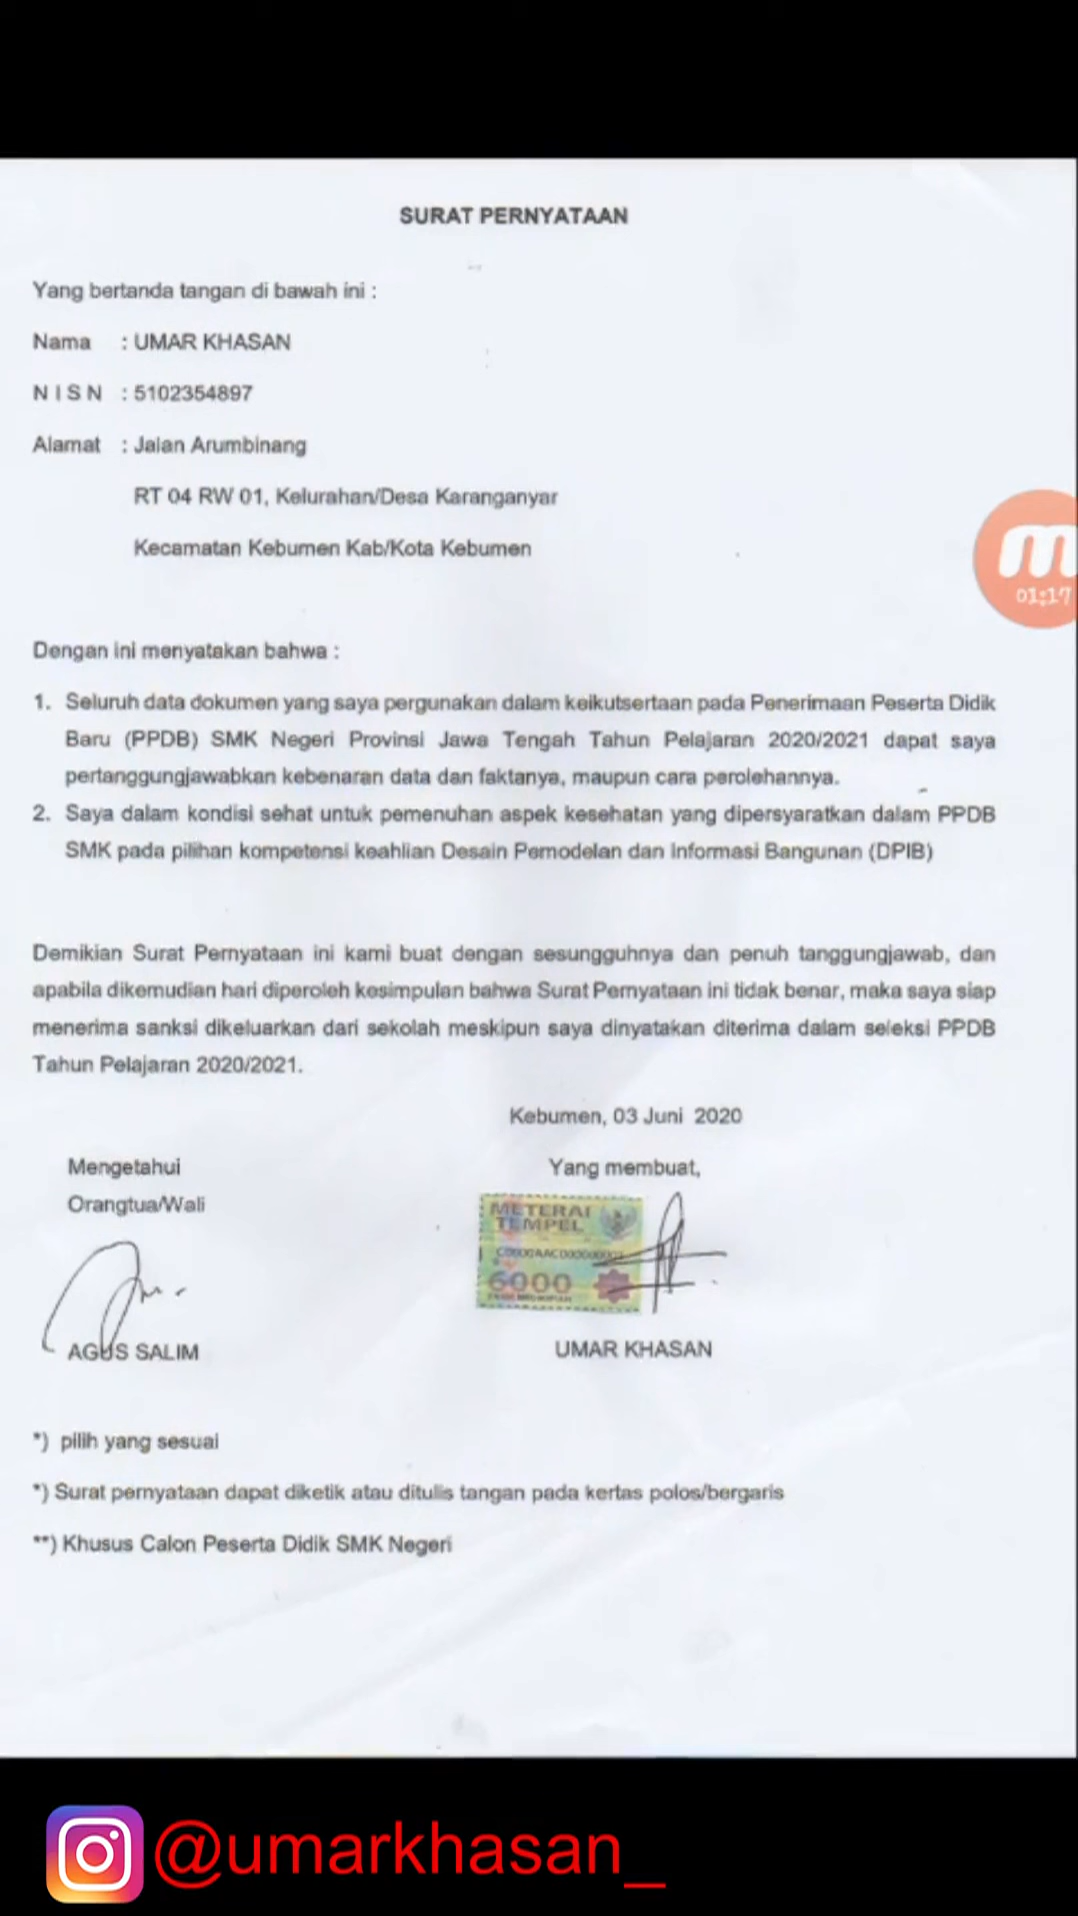 SURAT PERNYATAAN
Yang bertanda tangan di bawah ini :
Nama : UMAR KHASAN
N I S N : 5102354897
Alamat : Jalan Arumbinang
RT 04 RW 01, Kelurahan/Desa Karanganyar
Kecamatan Kebumen Kab/Kota Kebumen
m
01:17
Dengan ini menyatakan bahwa :
1. Seluruh data dokumen yang saya pergunakan dalam keikutsertaan pada Penerimaan Peserta Didik
Baru (PPDB) SMK Negeri Provinsi Jawa Tengah Tahun Pelajaran 2020/2021 dapat saya
pertanggungjawabkan kebenaran data dan faktanya, maupun cara perolehannya.
2. Saya dalam kondisi sehat untuk pemenuhan aspek kesehatan yang dipersyaratkan dalam PPDB
SMK pada pilihan kompetensi keahlian Desain Pemodelan dan Informasi Bangunan (DPIB)
Demikian Surat Pernyataan ini kami buat dengan sesungguhnya dan penuh tanggungjawab, dan
apabila dikemudian hari diperoleh kesimpulan bahwa Surat Pernyataan ini tidak benar, maka saya siap
menerima sanksi dikeluarkan dari sekolah meskipun saya dinyatakan diterima dalam seleksi PPDB
Tahun Pelajaran 2020/2021.
Kebumen, 03 Juni 2020
Mengetahui
Orangtua/Wali
Yang membuat,
METERAI
TEMPEL
6000
AGUS SALIM
UMAR KHASAN
*) pilih yang sesuai
*) Surat pernyataan dapat diketik atau ditulis tangan pada kertas polos/bergaris
**) Khusus Calon Peserta Didik SMK Negeri
@umarkhasan_